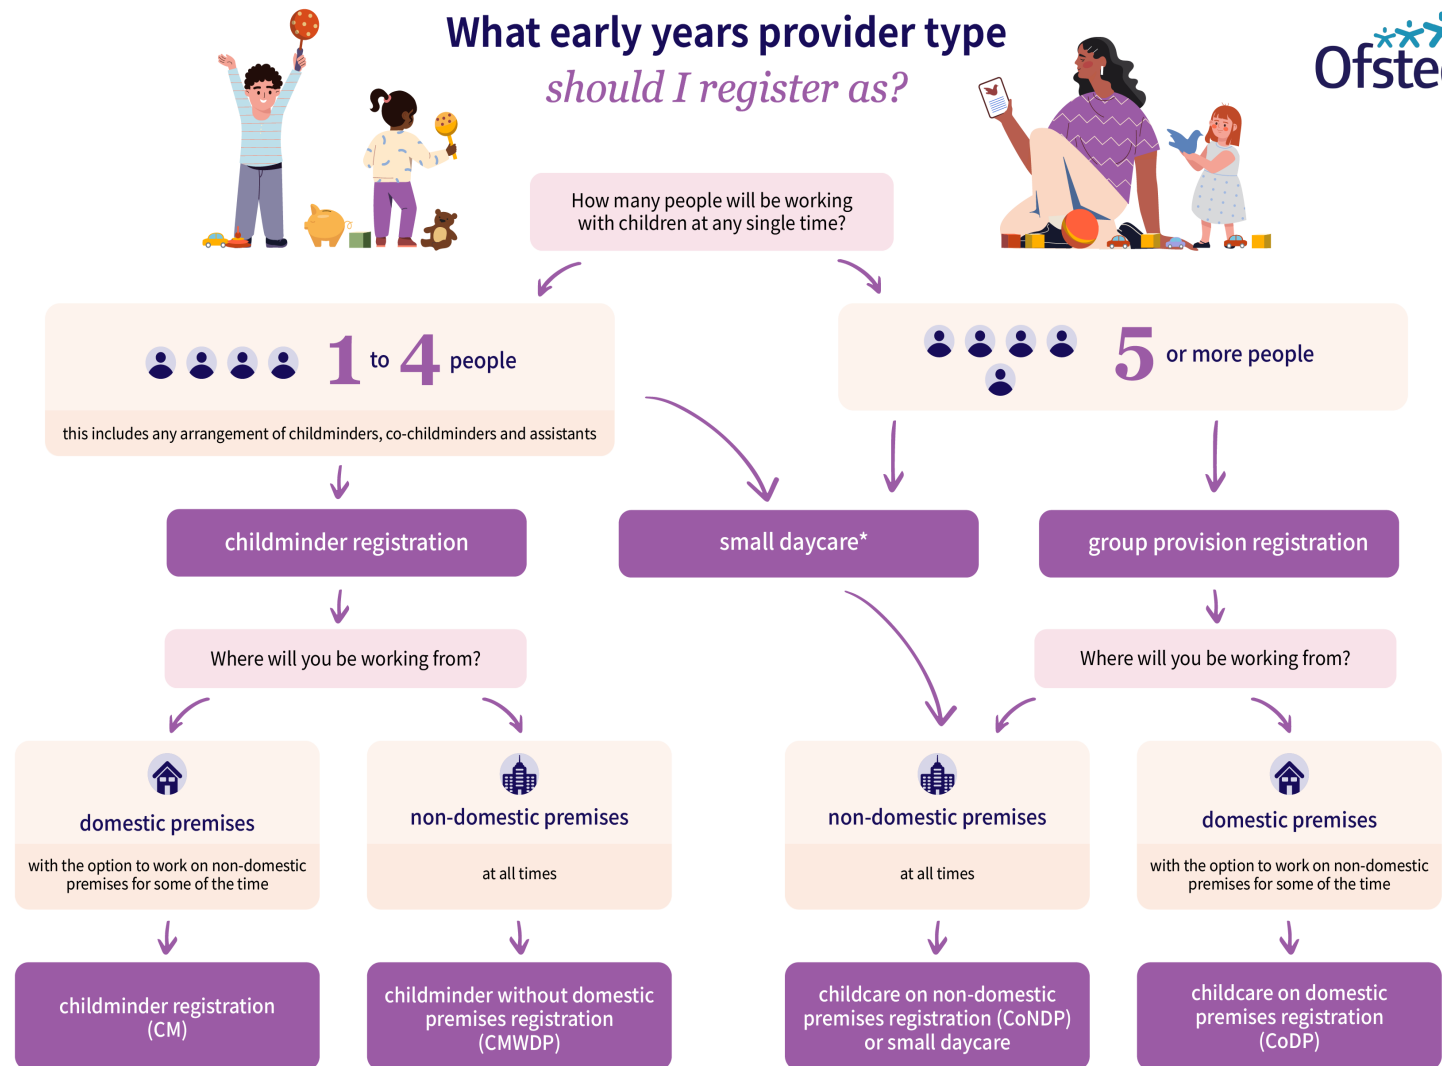 What early years provider type
should I register as?
How many people will be working
with children at any single time?
1 to 4 people
this includes any arrangement of childminders, co-childminders and assistants
5 or more people
childminder registration
small daycare*
group provision registration
Where will you be working from?
Where will you be working from?
domestic premises
with the option to work on non-domestic
premises for some of the time
non-domestic premises
at all times
non-domestic premises
at all times
domestic premises
with the option to work on non-domestic
premises for some of the time
childminder registration
(CM)
childminder without domestic
premises registration
(CMWDP)
childcare on non-domestic
premises registration (CoNDP)
or small daycare
childcare on domestic
premises registration
(CoDP)